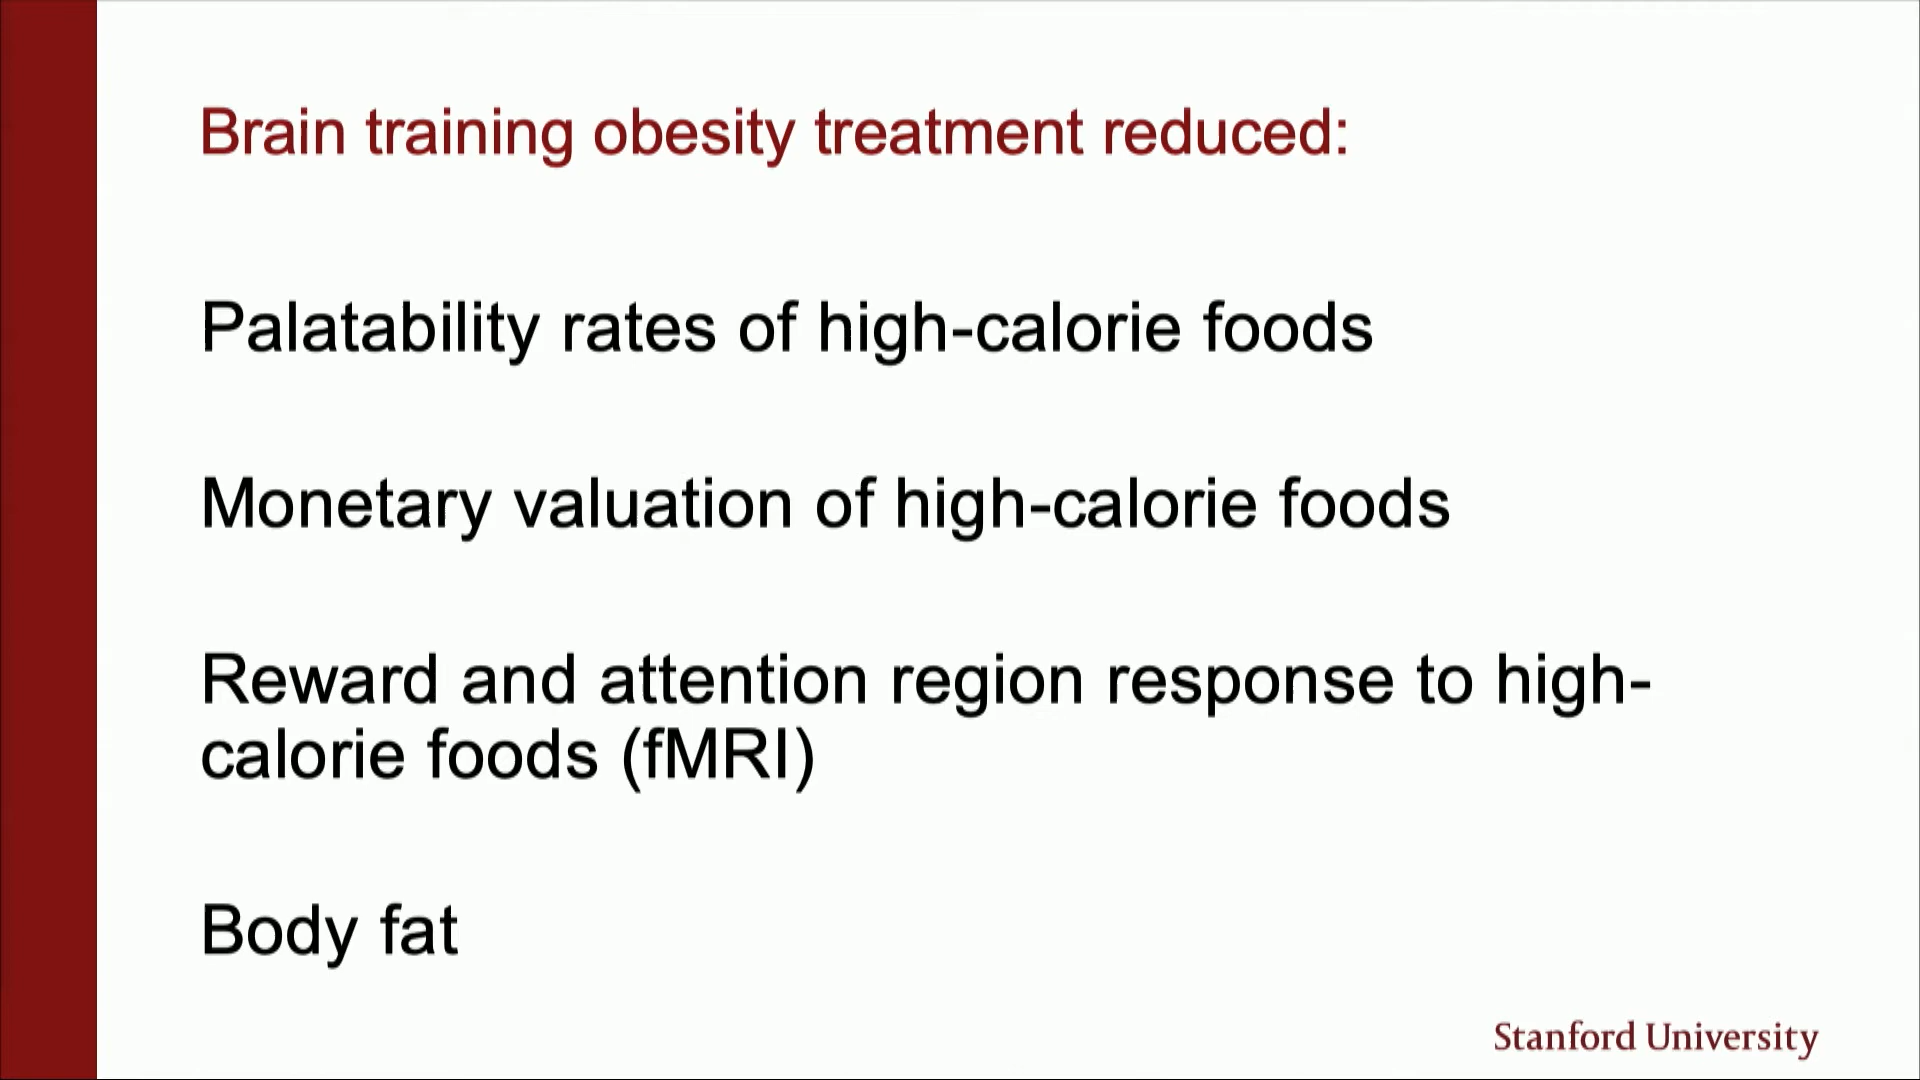 Brain training obesity treatment reduced:
Palatability rates of high-calorie foods
Monetary valuation of high-calorie foods
Reward and attention region response to high-
calorie foods (fMRI)
Body fat
Stanford University